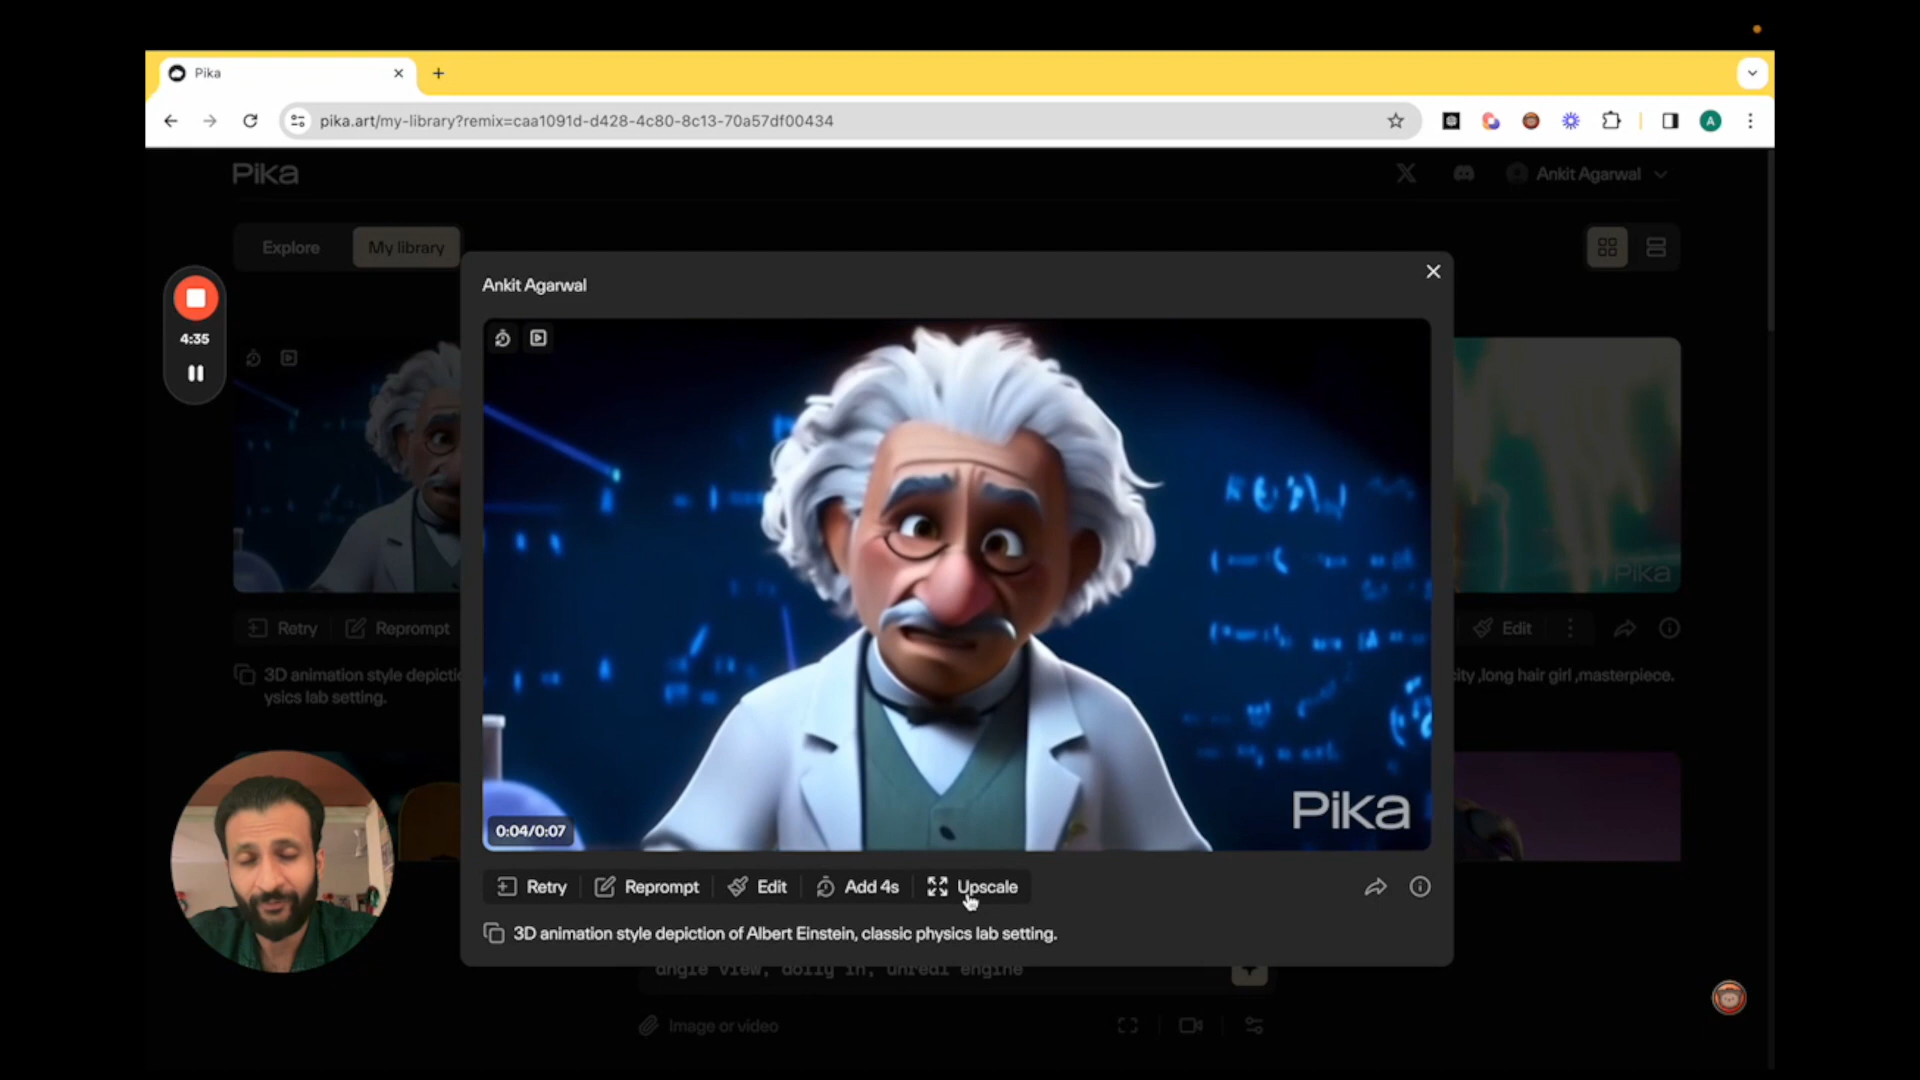 Pika
pika.art/my-library?remix=caa1091d-d428-4c80-8c13-70a57df00434
A
Pika
Ankit Agarwal
Explore
My library
Ankit Agarwal
4:35
Pika
Pika
0:04/0:07
Retry
Reprompt
Edit
Retry
Reprompt
Edit
Add 4s
Upscale
3D animation style depictic
ysics lab setting.
city ,long hair girl ,masterpiece.
3D animation style depiction of Albert Einstein, classic physics lab setting.
angle view, dolly in, unreal engine
Image or video